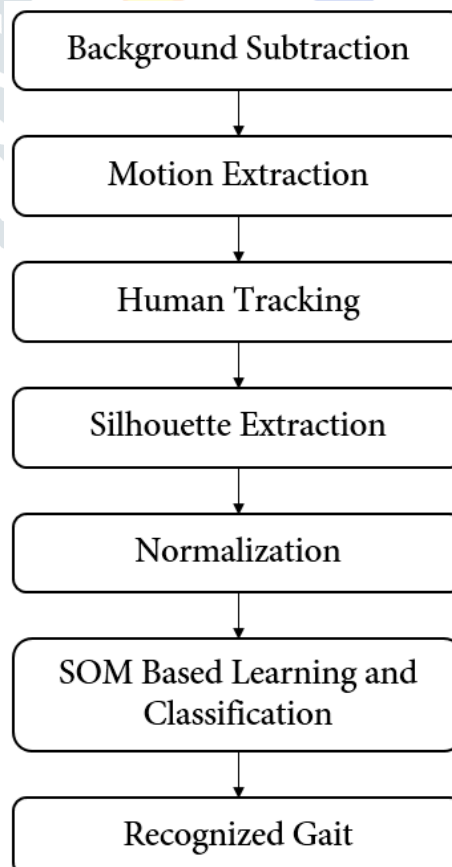 Background Subtraction
Motion Extraction
Human Tracking
Silhouette Extraction
Normalization
SOM Based Learning and
Classification
Recognized Gait